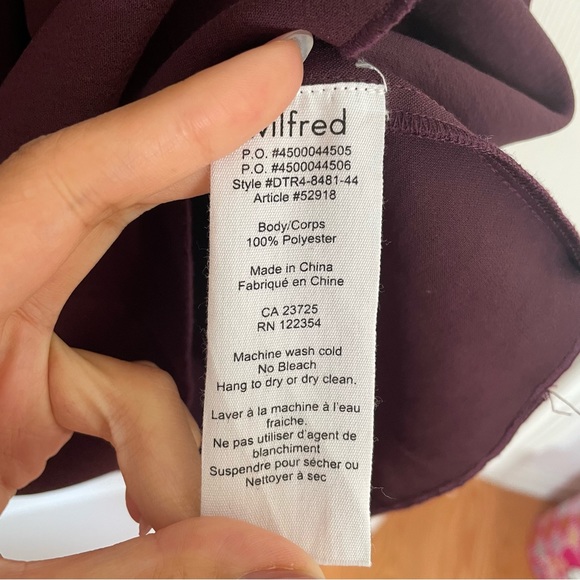 Wilfred
P.O. #4500044505
P.O. #4500044506
Style #DTR4-8481-44
Article #52918
Body/Corps
100% Polyester
Made in China
Fabriqué en Chine
CA 23725
RN 122354
Machine wash cold
No Bleach
Hang to dry or dry clean.
Laver à la machine à l'eau
fraiche.
Ne pas utiliser d'agent de
blanchiment
Suspendre pour sécher ou
Nettoyer à sec